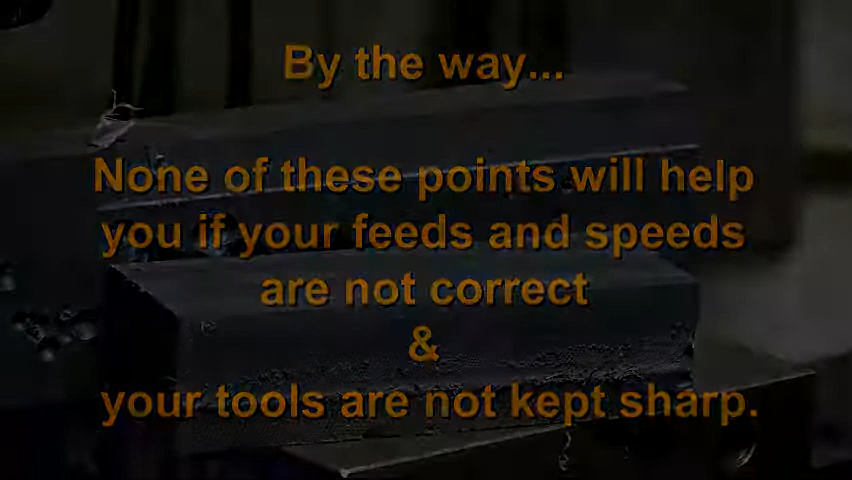 By the way...
None of these points will help
you if your feeds and speeds
are not correct
&
your tools are not kept sharp.